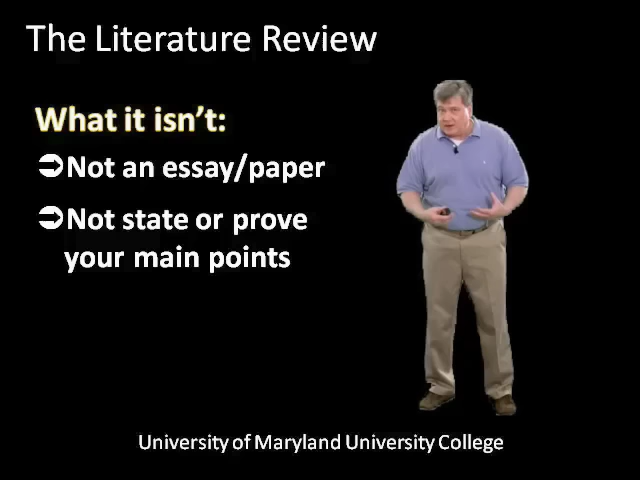 The Literature Review
What it isn't:
➲Not an essay/paper
➲Not state or prove
your main points
University of Maryland University College